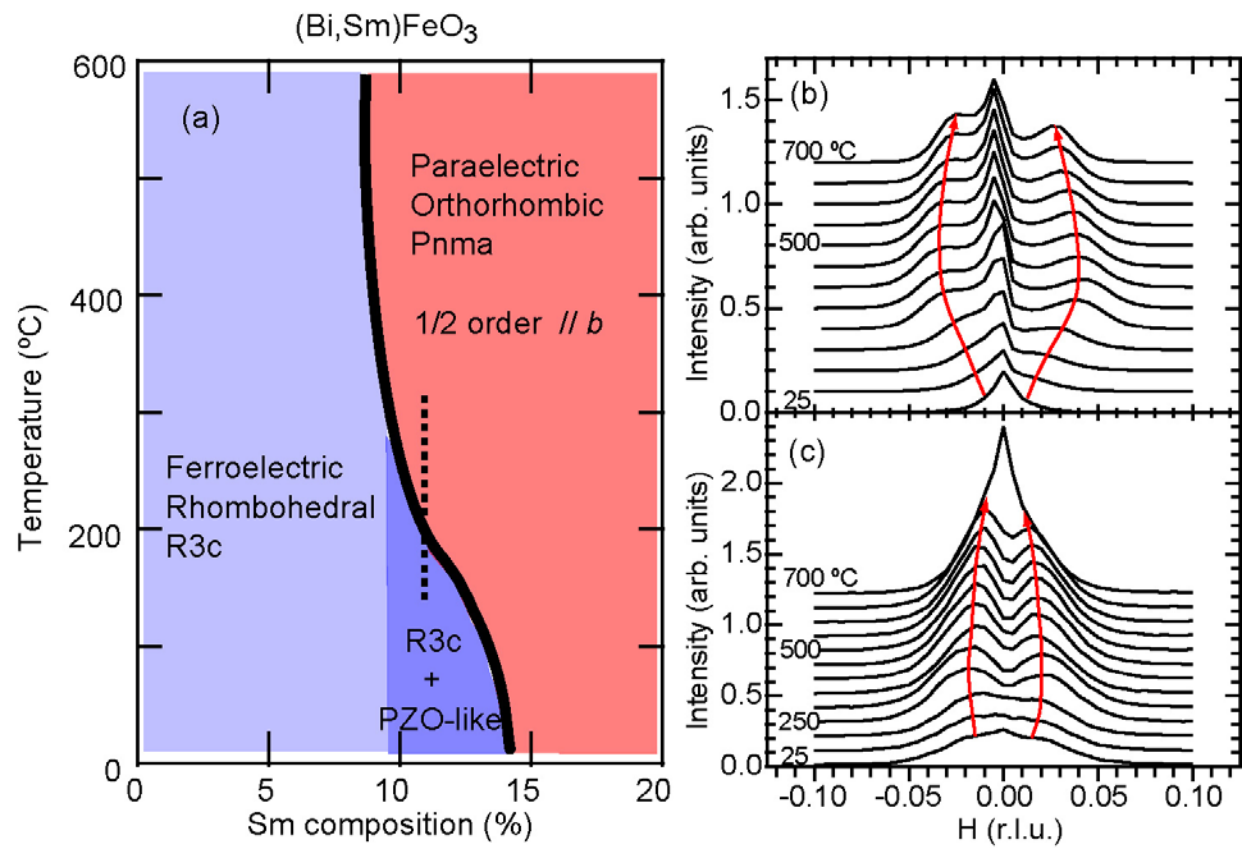 (Bi,Sm)FeO3
(a)
600
400
200
0
Temperature (ºC)
Paraelectric
Orthorhombic
Pnma
1/2 order // b
Ferroelectric
Rhombohedral
R3c
R3c
+
PZO-like
0
5
10
15
20
Sm composition (%)
(b)
1.5
1.0
0.5
0.0
Intensity (arb. units)
700 ºC
500
25
(c)
2.0
1.5
1.0
0.5
0.0
Intensity (arb. units)
700 ºC
500
250
25
-0.10
-0.05
0.00
0.05
0.10
H (r.l.u.)